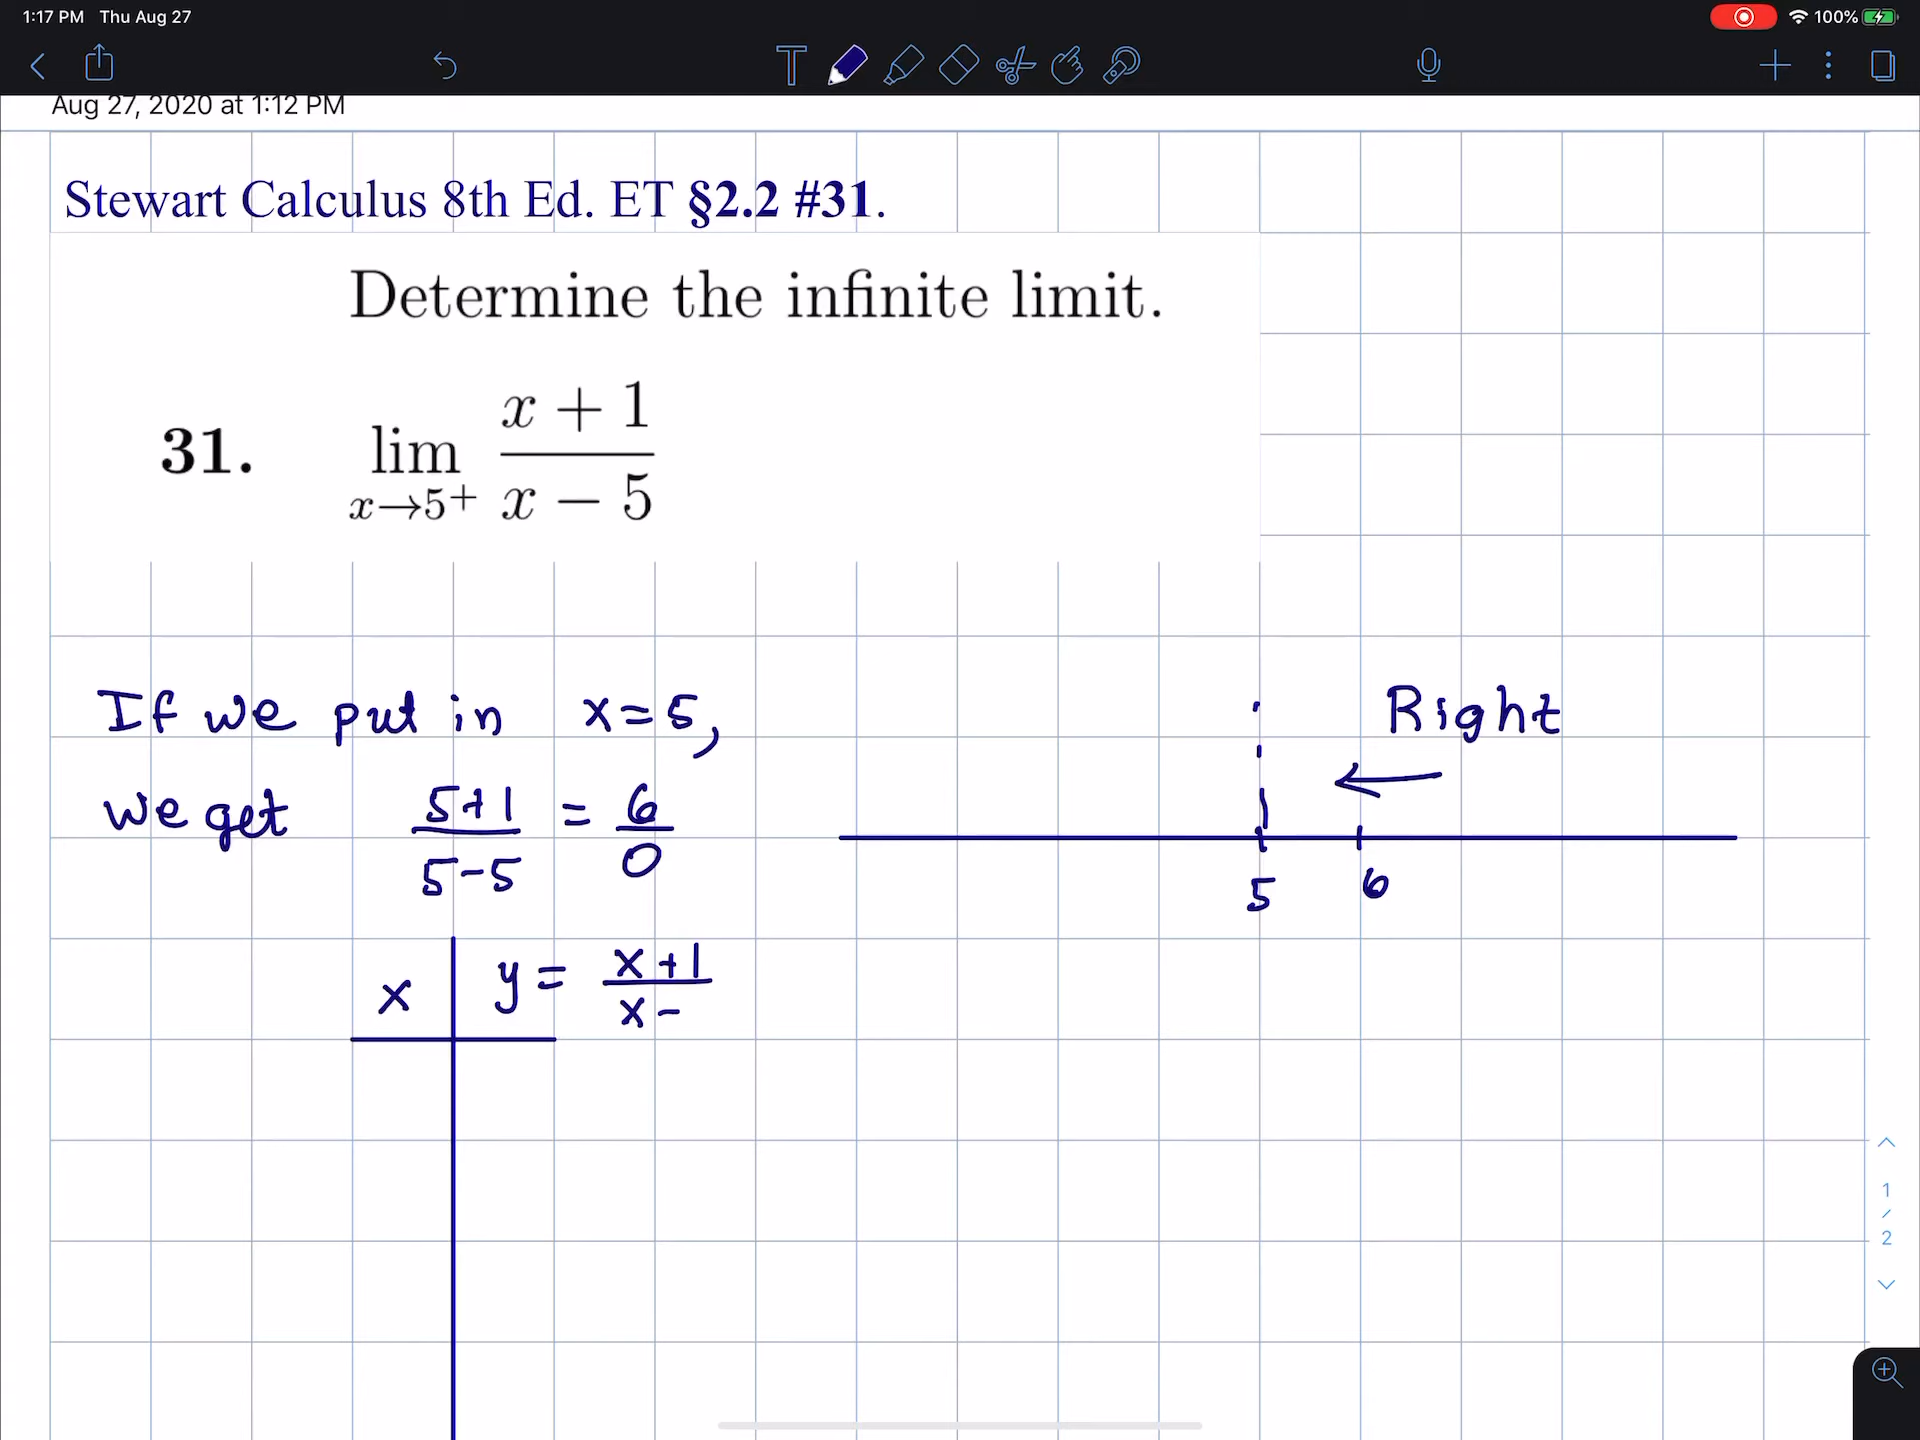 1:17 PM Thu Aug 27
100%
Aug 27, 2020 at 1:12 PM
Stewart Calculus 8th Ed. ET §2.2 #31.
Determine the infinite limit.
31. lim x→5⁺ (x + 1)/(x − 5)
If we put in x=5,
we get (5+1)/(5-5) = 6/0
Right
5 6
x | y = (x+1)/(x-
1
/
2